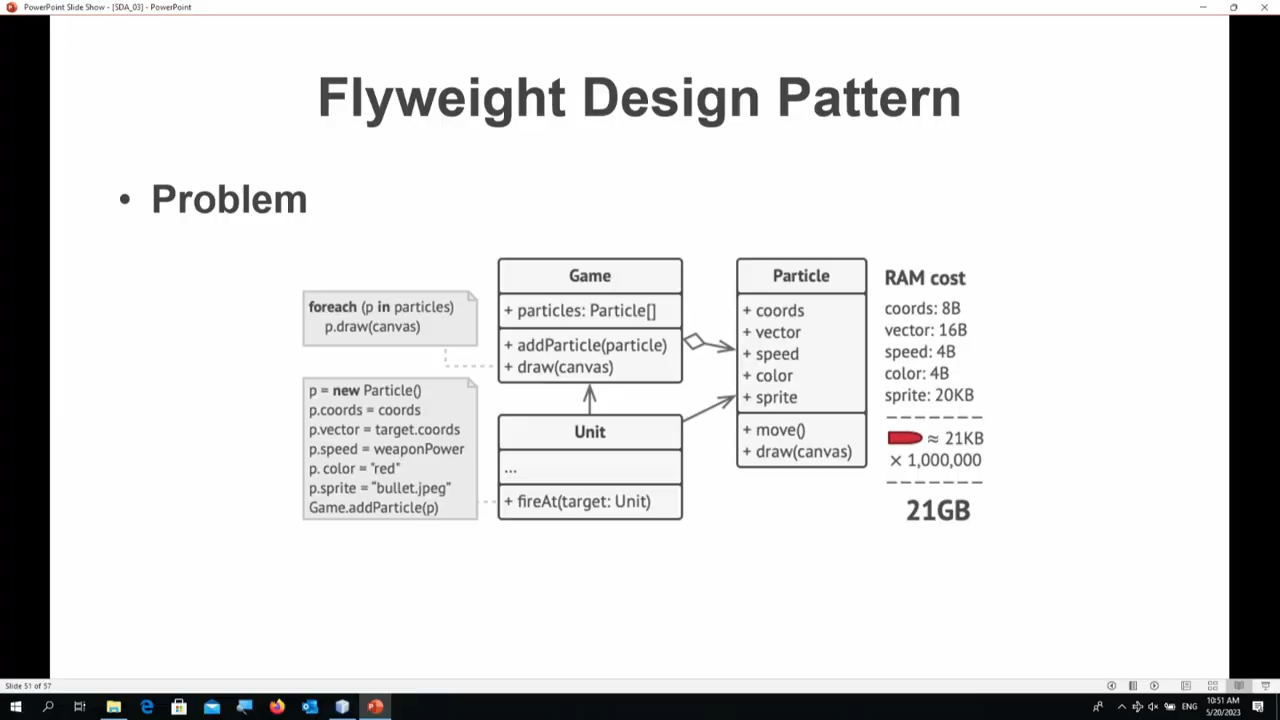 PowerPoint Slide Show - [SDA_03] - PowerPoint
Flyweight Design Pattern
• Problem
foreach (p in particles)
p.draw(canvas)
p = new Particle()
p.coords = coords
p.vector = target.coords
p.speed = weaponPower
p. color = "red"
p.sprite = "bullet.jpeg"
Game.addParticle(p)
Game
+ particles: Particle[]
+ addParticle(particle)
+ draw(canvas)
Unit
...
+ fireAt(target: Unit)
Particle
+ coords
+ vector
+ speed
+ color
+ sprite
+ move()
+ draw(canvas)
RAM cost
coords: 8B
vector: 16B
speed: 4B
color: 4B
sprite: 20KB
≈ 21KB
× 1,000,000
21GB
Slide 51 of 57
ENG
10:51 AM
5/20/2023